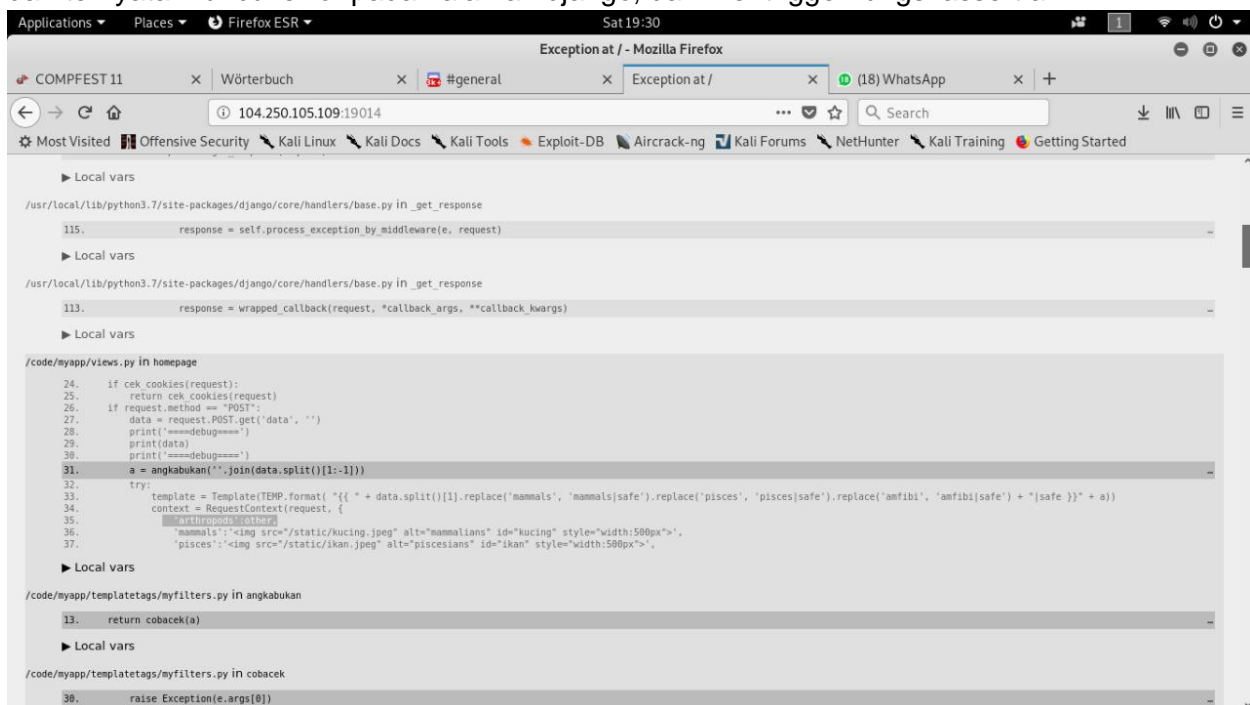 Applications ▾ Places ▾ Firefox ESR ▾ Sat 19:30 1
Exception at / - Mozilla Firefox
COMPFEST 11 × Wörterbuch × #general × Exception at / × (18) WhatsApp × +
104.250.105.109:19014 Search
Most Visited Offensive Security Kali Linux Kali Docs Kali Tools Exploit-DB Aircrack-ng Kali Forums NetHunter Kali Training Getting Started
▶ Local vars
/usr/local/lib/python3.7/site-packages/django/core/handlers/base.py in _get_response
115. response = self.process_exception_by_middleware(e, request)
▶ Local vars
/usr/local/lib/python3.7/site-packages/django/core/handlers/base.py in _get_response
113. response = wrapped_callback(request, *callback_args, **callback_kwargs)
▶ Local vars
/code/myapp/views.py in homepage
24. if cek_cookies(request):
25. return cek_cookies(request)
26. if request.method == "POST":
27. data = request.POST.get('data', '')
28. print('====debug====')
29. print(data)
30. print('====debug====')
31. a = angkabukan(''.join(data.split()[1:-1]))
32. try:
33. template = Template(TEMP.format( "{{ " + data.split()[1].replace('mammals', 'mammals|safe').replace('pisces', 'pisces|safe').replace('amfibi', 'amfibi|safe') + "|safe }}" + a))
34. context = RequestContext(request, {
35. 'arthropods':other,
36. 'mammals':'<img src="/static/kucing.jpeg" alt="mammalians" id="kucing" style="width:500px">',
37. 'pisces':'<img src="/static/ikan.jpeg" alt="piscesians" id="ikan" style="width:500px">',
▶ Local vars
/code/myapp/templatetags/myfilters.py in angkabukan
13. return cobacek(a)
▶ Local vars
/code/myapp/templatetags/myfilters.py in cobacek
30. raise Exception(e.args[0])